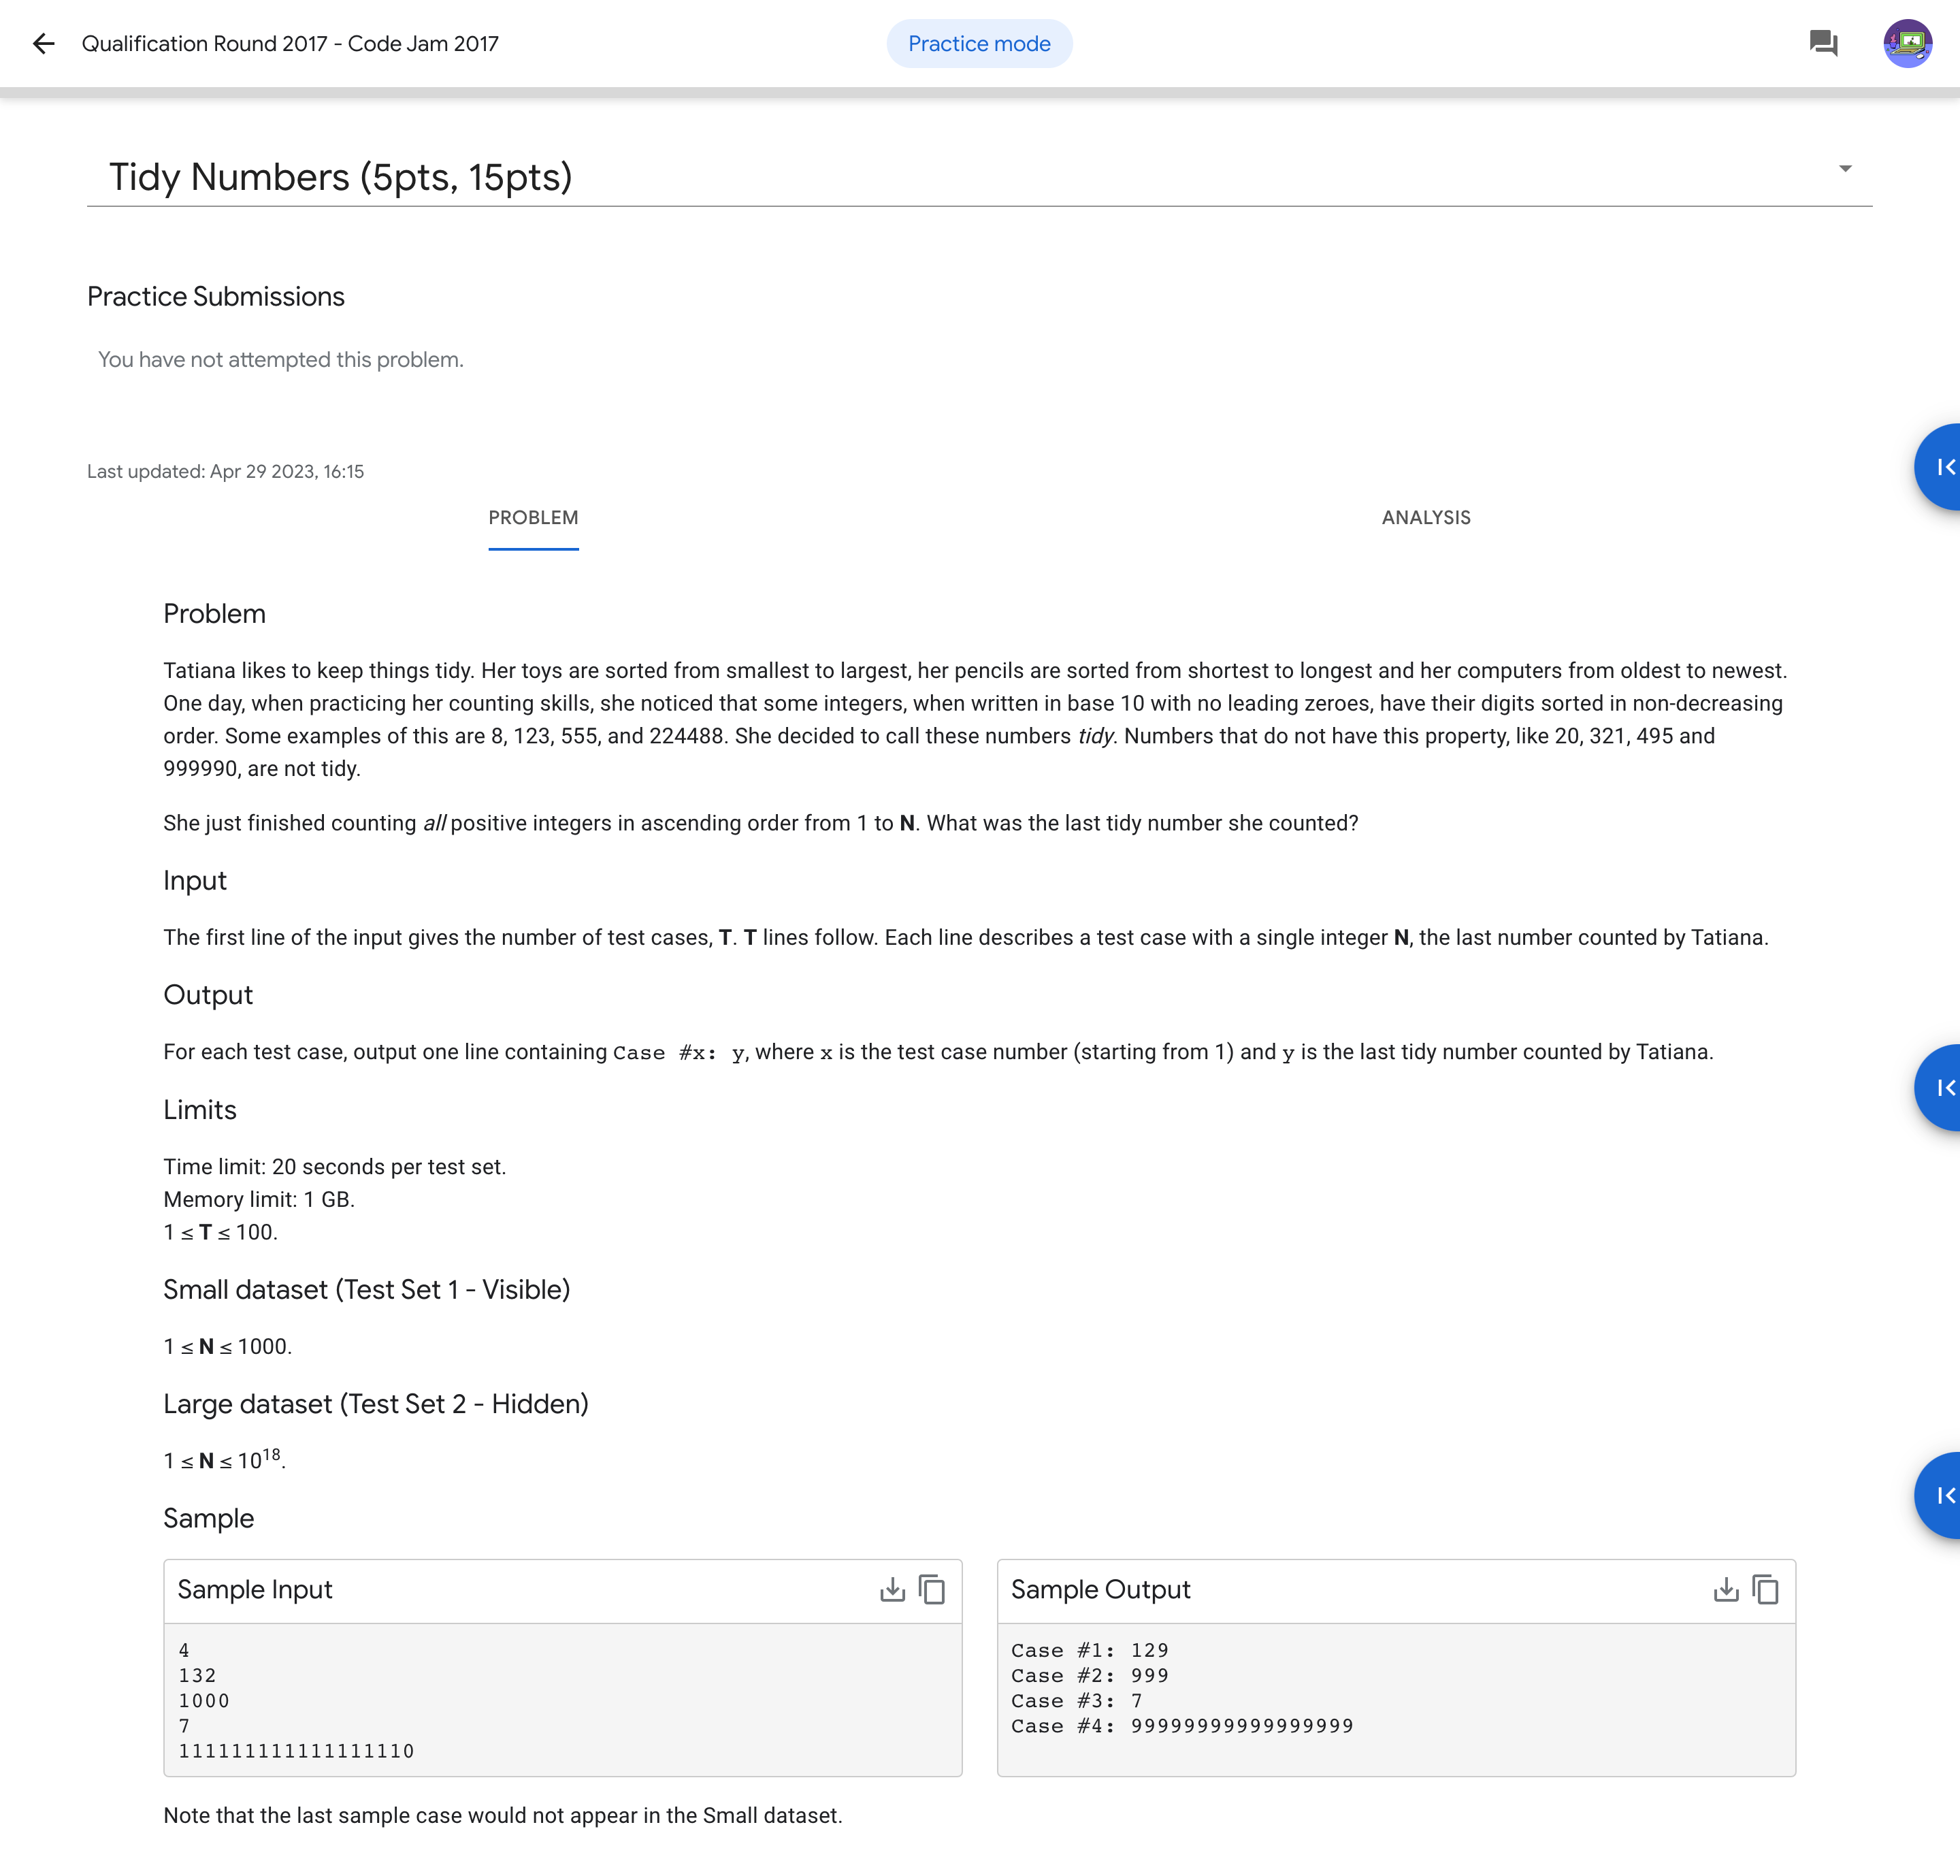 Qualification Round 2017 - Code Jam 2017
Practice mode
Tidy Numbers (5pts, 15pts)
Practice Submissions
You have not attempted this problem.
Last updated: Apr 29 2023, 16:15
PROBLEM
ANALYSIS
Problem
Tatiana likes to keep things tidy. Her toys are sorted from smallest to largest, her pencils are sorted from shortest to longest and her computers from oldest to newest.
One day, when practicing her counting skills, she noticed that some integers, when written in base 10 with no leading zeroes, have their digits sorted in non-decreasing
order. Some examples of this are 8, 123, 555, and 224488. She decided to call these numbers tidy. Numbers that do not have this property, like 20, 321, 495 and
999990, are not tidy.
She just finished counting all positive integers in ascending order from 1 to N. What was the last tidy number she counted?
Input
The first line of the input gives the number of test cases, T. T lines follow. Each line describes a test case with a single integer N, the last number counted by Tatiana.
Output
For each test case, output one line containing Case #x: y, where x is the test case number (starting from 1) and y is the last tidy number counted by Tatiana.
Limits
Time limit: 20 seconds per test set.
Memory limit: 1 GB.
1 ≤ T ≤ 100.
Small dataset (Test Set 1 - Visible)
1 ≤ N ≤ 1000.
Large dataset (Test Set 2 - Hidden)
1 ≤ N ≤ 10¹⁸.
Sample
Sample Input
4
132
1000
7
111111111111111110
Sample Output
Case #1: 129
Case #2: 999
Case #3: 7
Case #4: 99999999999999999
Note that the last sample case would not appear in the Small dataset.